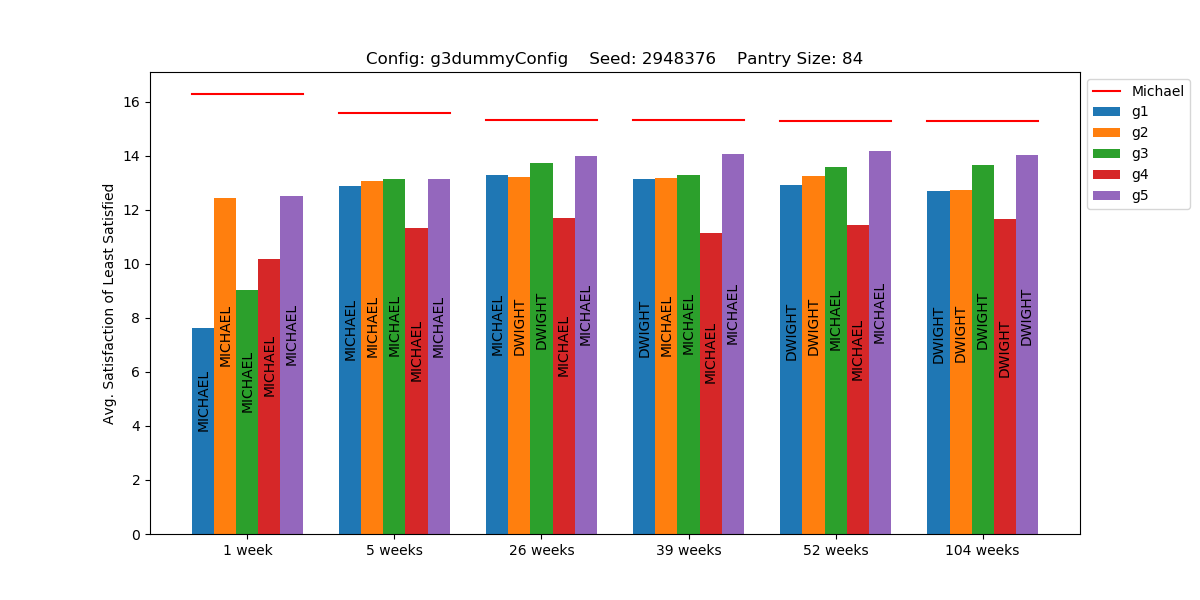 Config: g3dummyConfig    Seed: 2948376    Pantry Size: 84
Avg. Satisfaction of Least Satisfied
16
14
12
10
8
6
4
2
0
MICHAEL
MICHAEL
MICHAEL
MICHAEL
MICHAEL
MICHAEL
MICHAEL
MICHAEL
MICHAEL
MICHAEL
MICHAEL
DWIGHT
DWIGHT
MICHAEL
MICHAEL
DWIGHT
MICHAEL
MICHAEL
MICHAEL
MICHAEL
DWIGHT
DWIGHT
MICHAEL
MICHAEL
MICHAEL
DWIGHT
DWIGHT
DWIGHT
DWIGHT
DWIGHT
1 week
5 weeks
26 weeks
39 weeks
52 weeks
104 weeks
Michael
g1
g2
g3
g4
g5